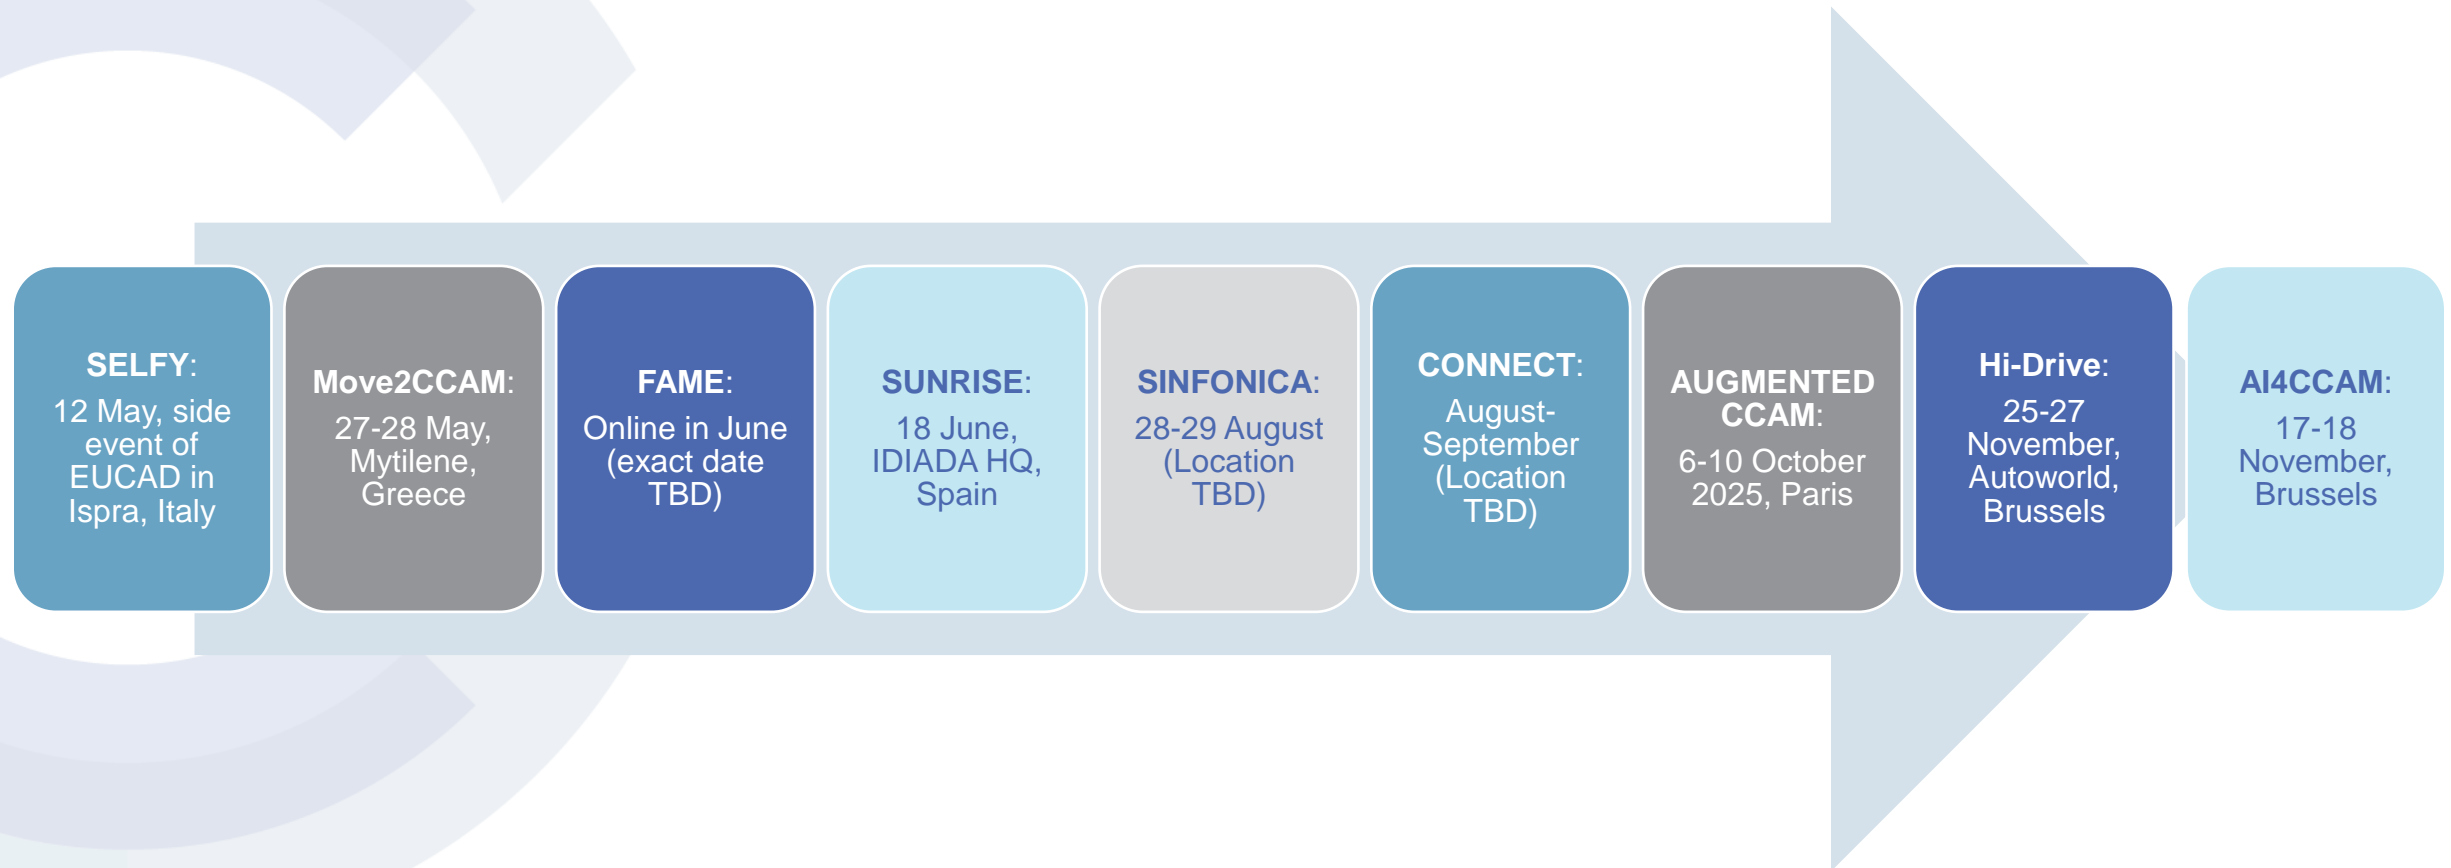 SELFY:
12 May, side
event of
EUCAD in
Ispra, Italy
Move2CCAM:
27-28 May,
Mytilene,
Greece
FAME:
Online in June
(exact date
TBD)
SUNRISE:
18 June,
IDIADA HQ,
Spain
SINFONICA:
28-29 August
(Location
TBD)
CONNECT:
August-
September
(Location
TBD)
AUGMENTED
CCAM:
6-10 October
2025, Paris
Hi-Drive:
25-27
November,
Autoworld,
Brussels
AI4CCAM:
17-18
November,
Brussels